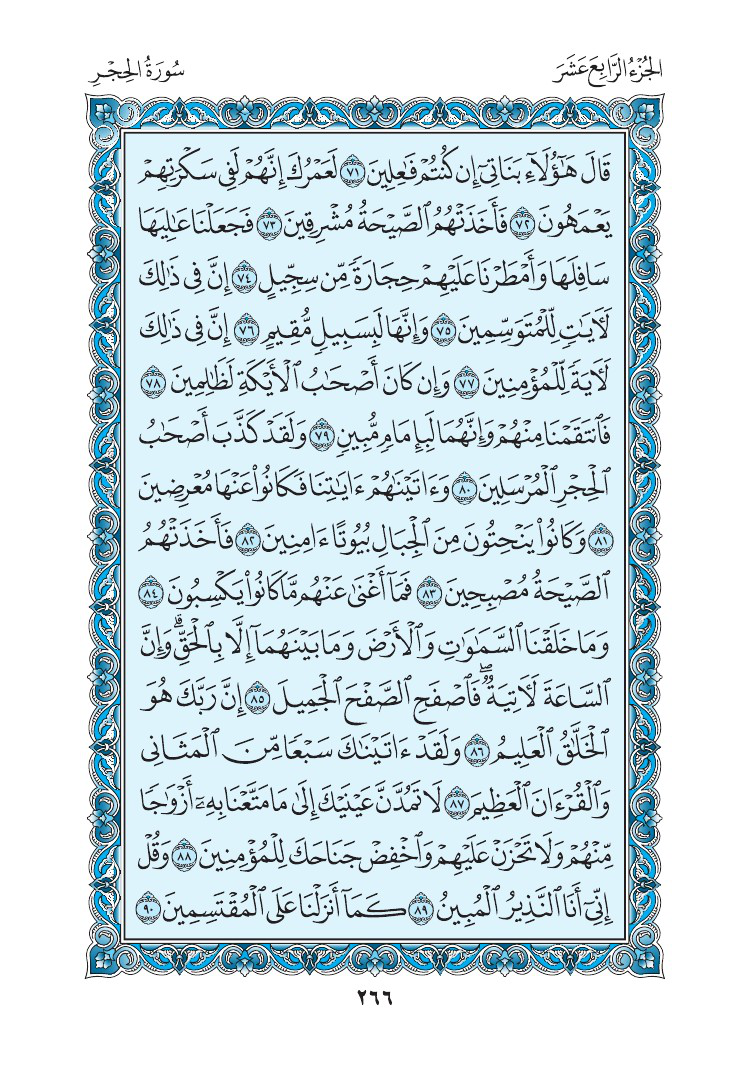 الجُزْءُ الرَّابِعَ عَشَرَ
سُورَةُ الحِجْرِ
قَالَ هَٰٓؤُلَآءِ بَنَاتِىٓ إِن كُنتُمْ فَٰعِلِينَ ٧١ لَعَمْرُكَ إِنَّهُمْ لَفِى سَكْرَتِهِمْ
يَعْمَهُونَ ٧٢ فَأَخَذَتْهُمُ ٱلصَّيْحَةُ مُشْرِقِينَ ٧٣ فَجَعَلْنَا عَٰلِيَهَا
سَافِلَهَا وَأَمْطَرْنَا عَلَيْهِمْ حِجَارَةً مِّن سِجِّيلٍ ٧٤ إِنَّ فِى ذَٰلِكَ
لَءَايَٰتٍ لِّلْمُتَوَسِّمِينَ ٧٥ وَإِنَّهَا لَبِسَبِيلٍ مُّقِيمٍ ٧٦ إِنَّ فِى ذَٰلِكَ
لَءَايَةً لِّلْمُؤْمِنِينَ ٧٧ وَإِن كَانَ أَصْحَٰبُ ٱلْأَيْكَةِ لَظَٰلِمِينَ ٧٨
فَٱنتَقَمْنَا مِنْهُمْ وَإِنَّهُمَا لَبِإِمَامٍ مُّبِينٍ ٧٩ وَلَقَدْ كَذَّبَ أَصْحَٰبُ
ٱلْحِجْرِ ٱلْمُرْسَلِينَ ٨٠ وَءَاتَيْنَٰهُمْ ءَايَٰتِنَا فَكَانُوا۟ عَنْهَا مُعْرِضِينَ
٨١ وَكَانُوا۟ يَنْحِتُونَ مِنَ ٱلْجِبَالِ بُيُوتًا ءَامِنِينَ ٨٢ فَأَخَذَتْهُمُ
ٱلصَّيْحَةُ مُصْبِحِينَ ٨٣ فَمَآ أَغْنَىٰ عَنْهُم مَّا كَانُوا۟ يَكْسِبُونَ ٨٤
وَمَا خَلَقْنَا ٱلسَّمَٰوَٰتِ وَٱلْأَرْضَ وَمَا بَيْنَهُمَآ إِلَّا بِٱلْحَقِّ ۗ وَإِنَّ
ٱلسَّاعَةَ لَءَاتِيَةٌ ۖ فَٱصْفَحِ ٱلصَّفْحَ ٱلْجَمِيلَ ٨٥ إِنَّ رَبَّكَ هُوَ
ٱلْخَلَّٰقُ ٱلْعَلِيمُ ٨٦ وَلَقَدْ ءَاتَيْنَٰكَ سَبْعًا مِّنَ ٱلْمَثَانِى
وَٱلْقُرْءَانَ ٱلْعَظِيمَ ٨٧ لَا تَمُدَّنَّ عَيْنَيْكَ إِلَىٰ مَا مَتَّعْنَا بِهِۦٓ أَزْوَٰجًا
مِّنْهُمْ وَلَا تَحْزَنْ عَلَيْهِمْ وَٱخْفِضْ جَنَاحَكَ لِلْمُؤْمِنِينَ ٨٨ وَقُلْ
إِنِّىٓ أَنَا ٱلنَّذِيرُ ٱلْمُبِينُ ٨٩ كَمَآ أَنزَلْنَا عَلَى ٱلْمُقْتَسِمِينَ ٩٠
٢٦٦